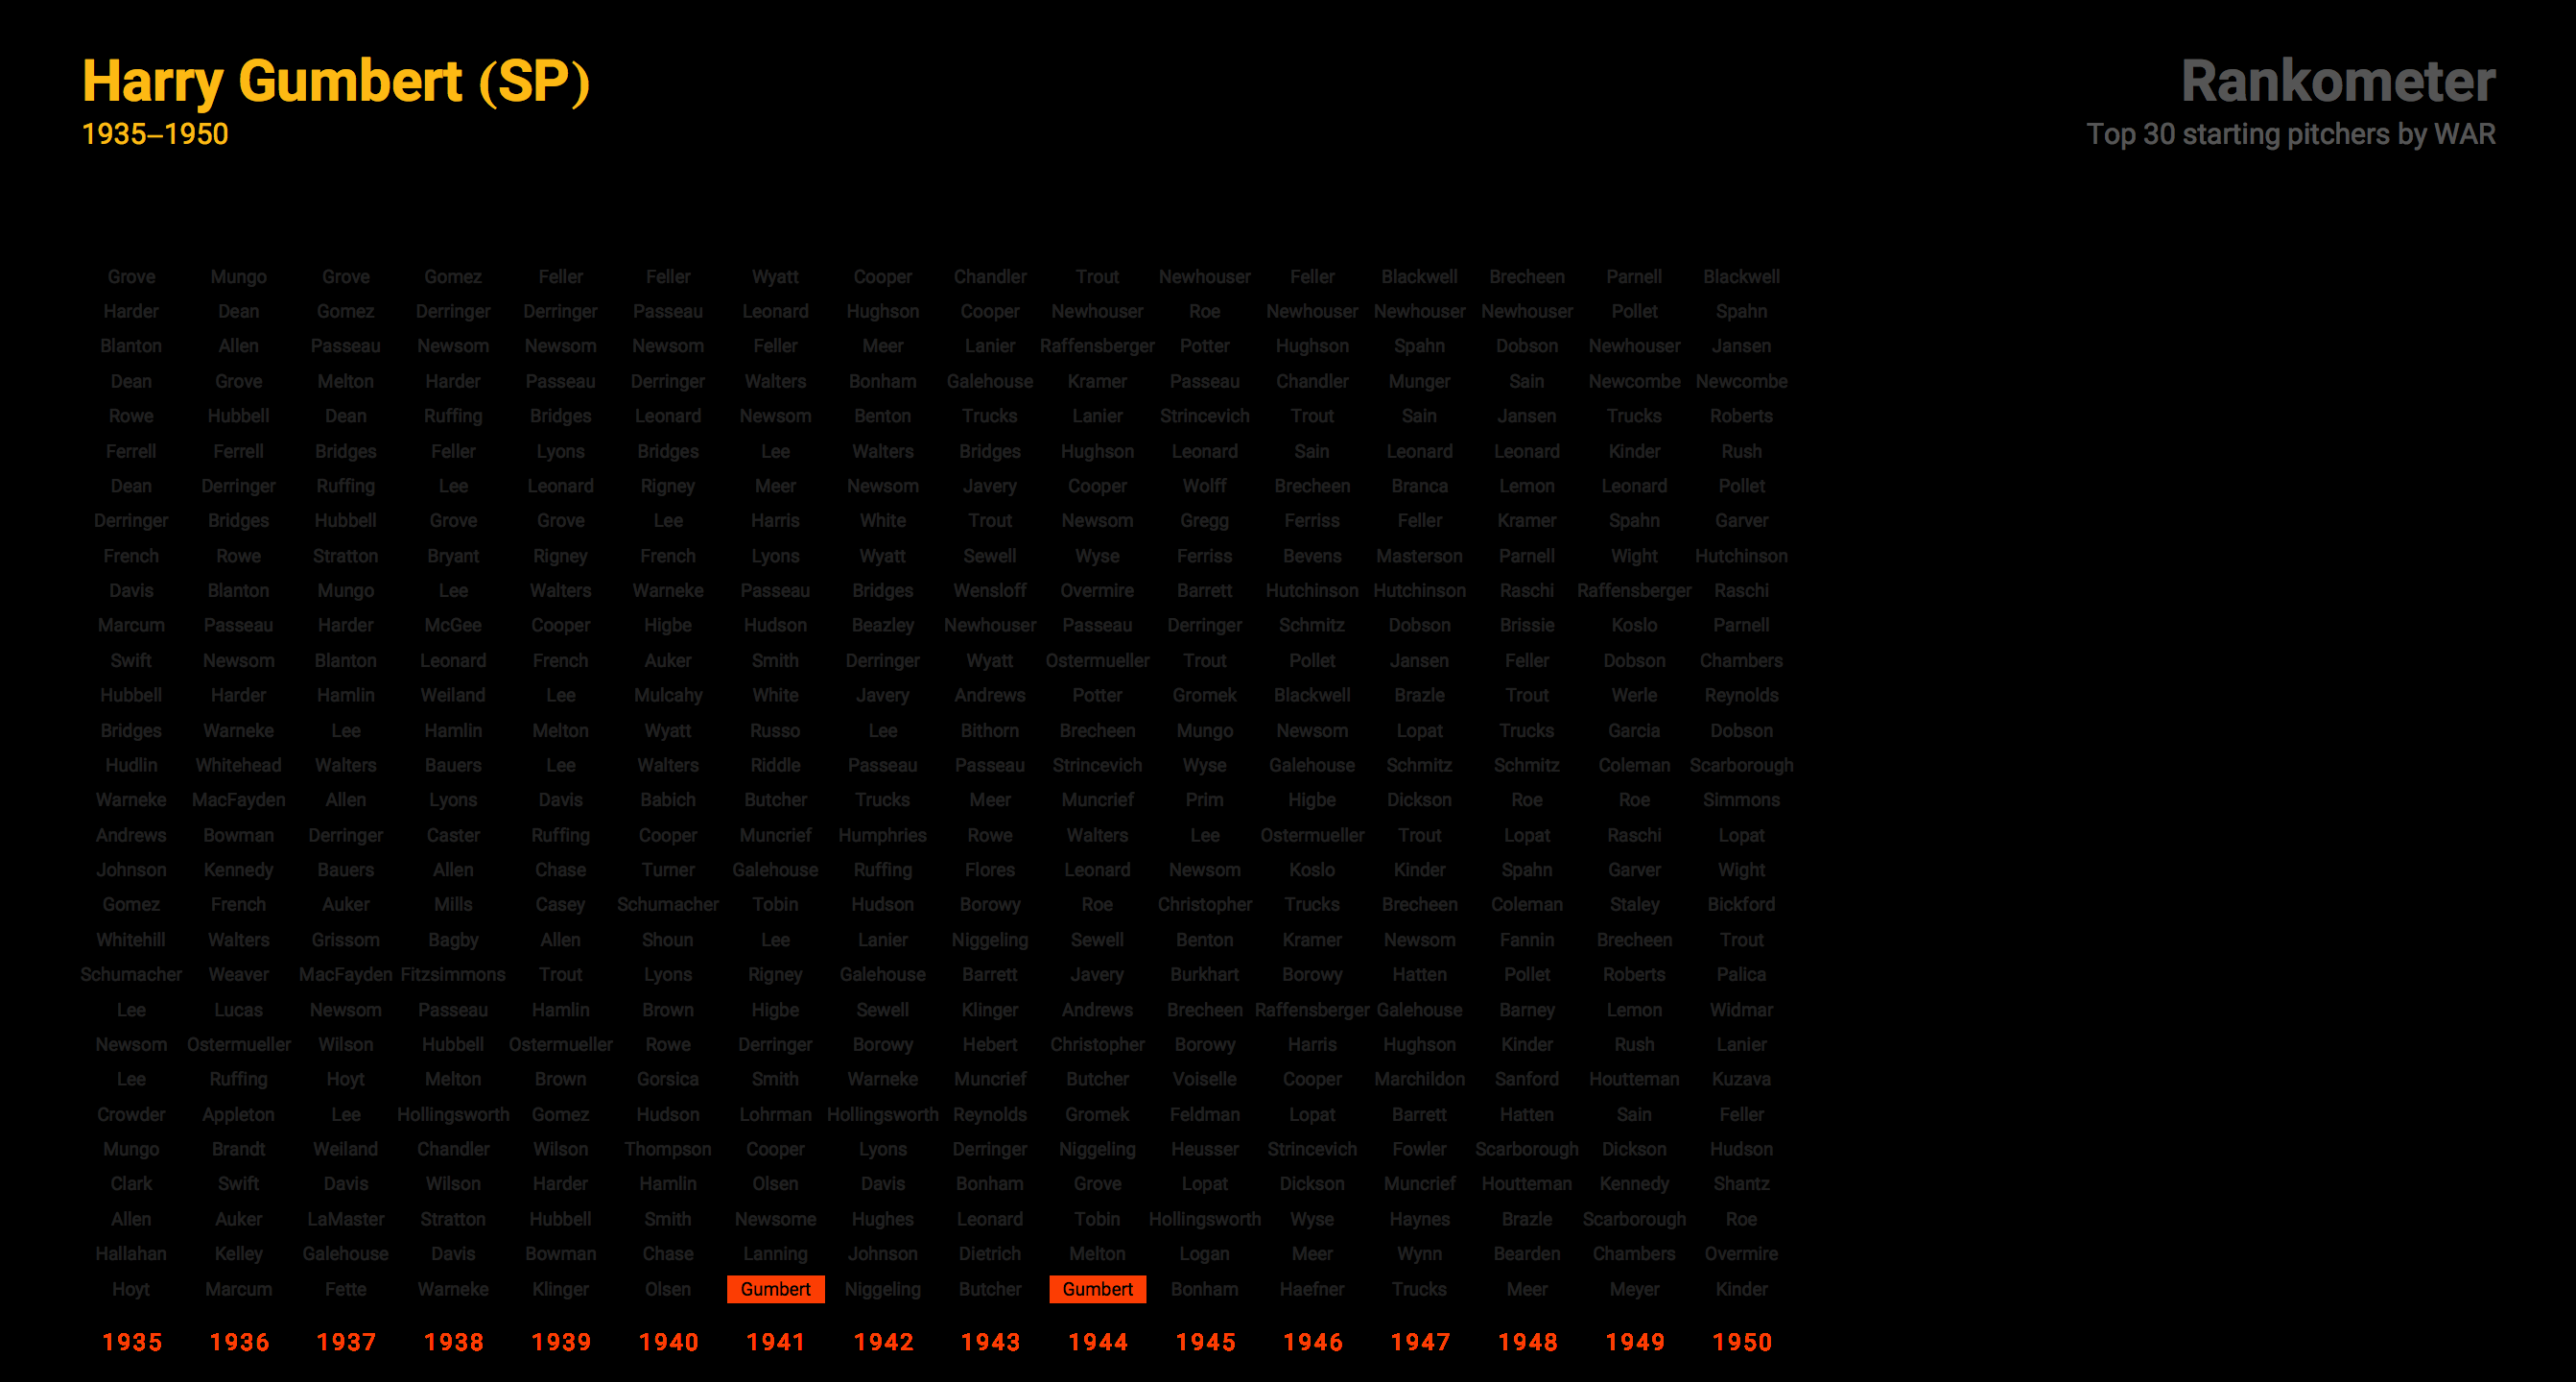 Harry Gumbert (SP)
1935–1950
Rankometer
Top 30 starting pitchers by WAR
Grove Mungo Grove Gomez Feller Feller Wyatt Cooper Chandler Trout Newhouser Feller Blackwell Brecheen Parnell Blackwell
Harder Dean Gomez Derringer Derringer Passeau Leonard Hughson Cooper Newhouser Roe Newhouser Newhouser Newhouser Pollet Spahn
Blanton Allen Passeau Newsom Newsom Newsom Feller Meer Lanier Raffensberger Potter Hughson Spahn Dobson Newhouser Jansen
Dean Grove Melton Harder Passeau Derringer Walters Bonham Galehouse Kramer Passeau Chandler Munger Sain Newcombe Newcombe
Rowe Hubbell Dean Ruffing Bridges Leonard Newsom Benton Trucks Lanier Strincevich Trout Sain Jansen Trucks Roberts
Ferrell Ferrell Bridges Feller Lyons Bridges Lee Walters Bridges Hughson Leonard Sain Leonard Leonard Kinder Rush
Dean Derringer Ruffing Lee Leonard Rigney Meer Newsom Javery Cooper Wolff Brecheen Branca Lemon Leonard Pollet
Derringer Bridges Hubbell Grove Grove Lee Harris White Trout Newsom Gregg Ferriss Feller Kramer Spahn Garver
French Rowe Stratton Bryant Rigney French Lyons Wyatt Sewell Wyse Ferriss Bevens Masterson Parnell Wight Hutchinson
Davis Blanton Mungo Lee Walters Warneke Passeau Bridges Wensloff Overmire Barrett Hutchinson Hutchinson Raschi Raffensberger Raschi
Marcum Passeau Harder McGee Cooper Higbe Hudson Beazley Newhouser Passeau Derringer Schmitz Dobson Brissie Koslo Parnell
Swift Newsom Blanton Leonard French Auker Smith Derringer Wyatt Ostermueller Trout Pollet Jansen Feller Dobson Chambers
Hubbell Harder Hamlin Weiland Lee Mulcahy White Javery Andrews Potter Gromek Blackwell Brazle Trout Werle Reynolds
Bridges Warneke Lee Hamlin Melton Wyatt Russo Lee Bithorn Brecheen Mungo Newsom Lopat Trucks Garcia Dobson
Hudlin Whitehead Walters Bauers Lee Walters Riddle Passeau Passeau Strincevich Wyse Galehouse Schmitz Schmitz Coleman Scarborough
Warneke MacFayden Allen Lyons Davis Babich Butcher Trucks Meer Muncrief Prim Higbe Dickson Roe Roe Simmons
Andrews Bowman Derringer Caster Ruffing Cooper Muncrief Humphries Rowe Walters Lee Ostermueller Trout Lopat Raschi Lopat
Johnson Kennedy Bauers Allen Chase Turner Galehouse Ruffing Flores Leonard Newsom Koslo Kinder Spahn Garver Wight
Gomez French Auker Mills Casey Schumacher Tobin Hudson Borowy Roe Christopher Trucks Brecheen Coleman Staley Bickford
Whitehill Walters Grissom Bagby Allen Shoun Lee Lanier Niggeling Sewell Benton Kramer Newsom Fannin Brecheen Trout
Schumacher Weaver MacFayden Fitzsimmons Trout Lyons Rigney Galehouse Barrett Javery Burkhart Borowy Hatten Pollet Roberts Palica
Lee Lucas Newsom Passeau Hamlin Brown Higbe Sewell Klinger Andrews Brecheen Raffensberger Galehouse Barney Lemon Widmar
Newsom Ostermueller Wilson Hubbell Ostermueller Rowe Derringer Borowy Hebert Christopher Borowy Harris Hughson Kinder Rush Lanier
Lee Ruffing Hoyt Melton Brown Gorsica Smith Warneke Muncrief Butcher Voiselle Cooper Marchildon Sanford Houtteman Kuzava
Crowder Appleton Lee Hollingsworth Gomez Hudson Lohrman Hollingsworth Reynolds Gromek Feldman Lopat Barrett Hatten Sain Feller
Mungo Brandt Weiland Chandler Wilson Thompson Cooper Lyons Derringer Niggeling Heusser Strincevich Fowler Scarborough Dickson Hudson
Clark Swift Davis Wilson Harder Hamlin Olsen Davis Bonham Grove Lopat Dickson Muncrief Houtteman Kennedy Shantz
Allen Auker LaMaster Stratton Hubbell Smith Newsome Hughes Leonard Tobin Hollingsworth Wyse Haynes Brazle Scarborough Roe
Hallahan Kelley Galehouse Davis Bowman Chase Lanning Johnson Dietrich Melton Logan Meer Wynn Bearden Chambers Overmire
Hoyt Marcum Fette Warneke Klinger Olsen Gumbert Niggeling Butcher Gumbert Bonham Haefner Trucks Meer Meyer Kinder
1935 1936 1937 1938 1939 1940 1941 1942 1943 1944 1945 1946 1947 1948 1949 1950